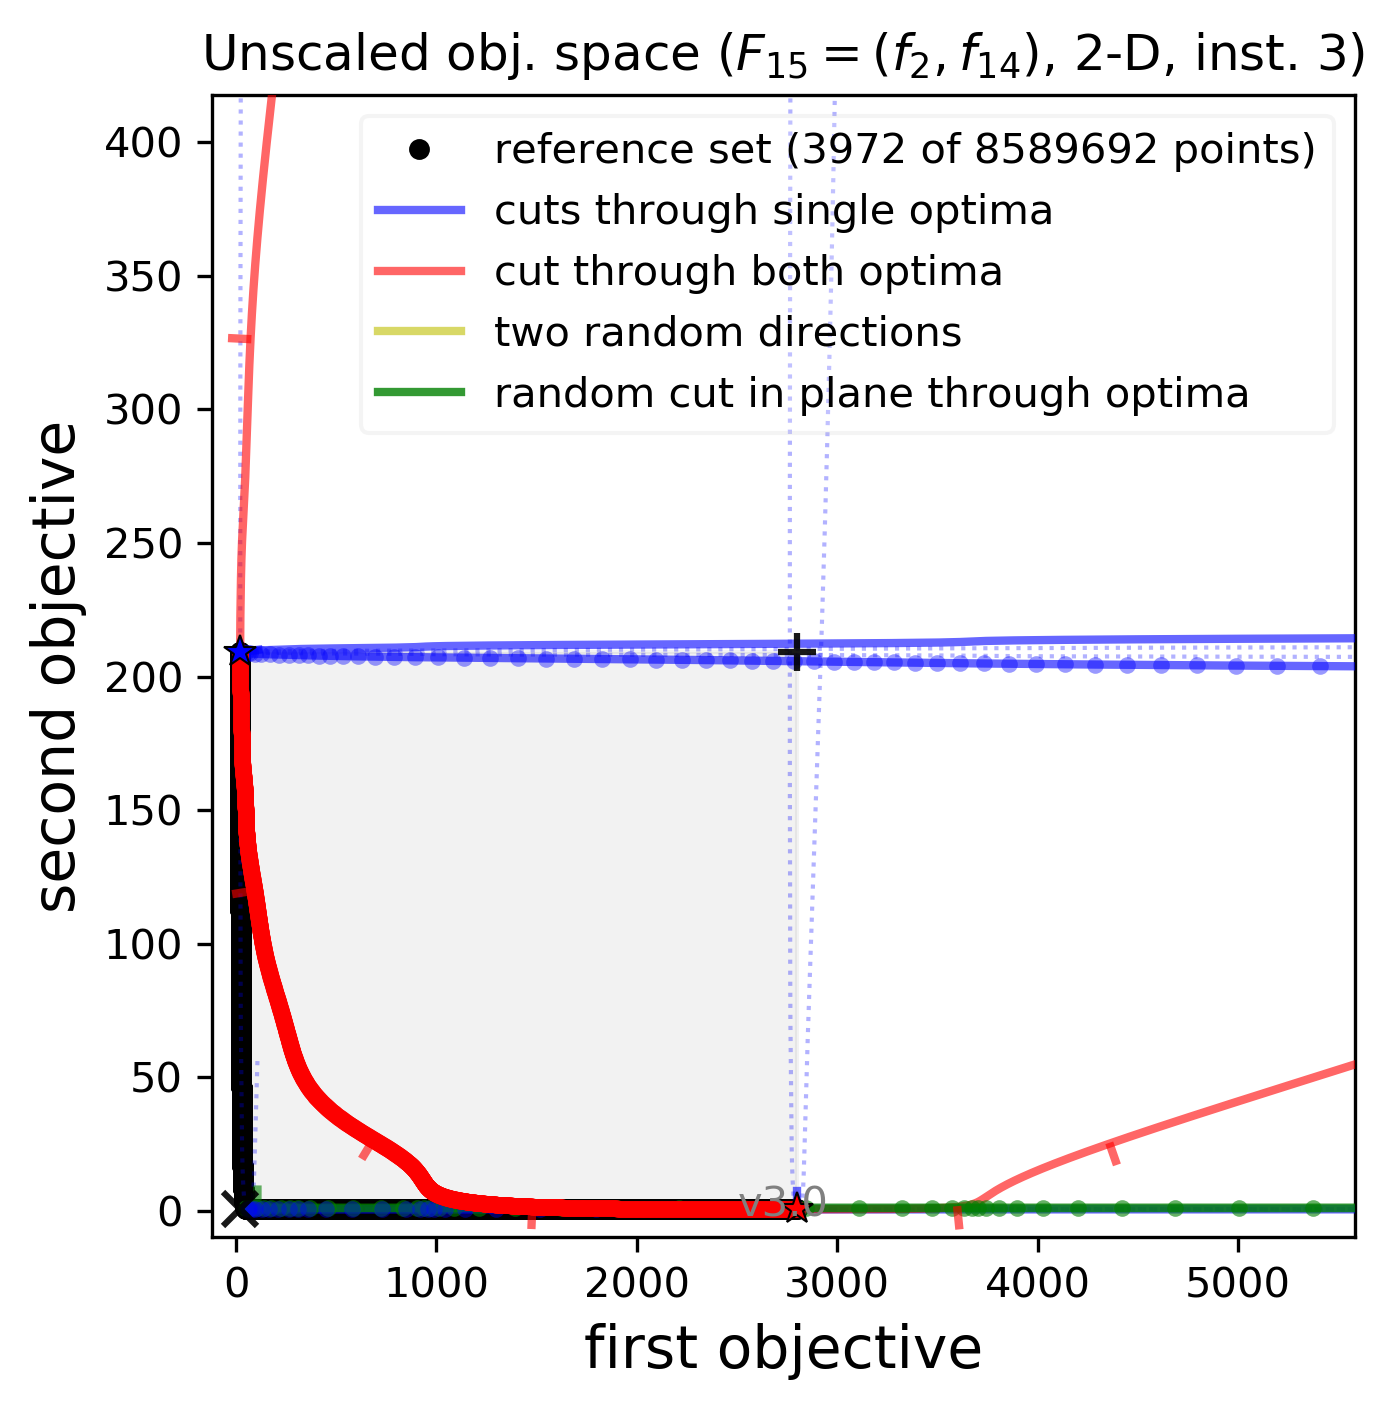 Unscaled obj. space (F₁₅ = (f₂, f₁₄), 2-D, inst. 3)
reference set (3972 of 8589692 points)
cuts through single optima
cut through both optima
two random directions
random cut in plane through optima
second objective
400
350
300
250
200
150
100
50
0
v3.0
0 1000 2000 3000 4000 5000
first objective